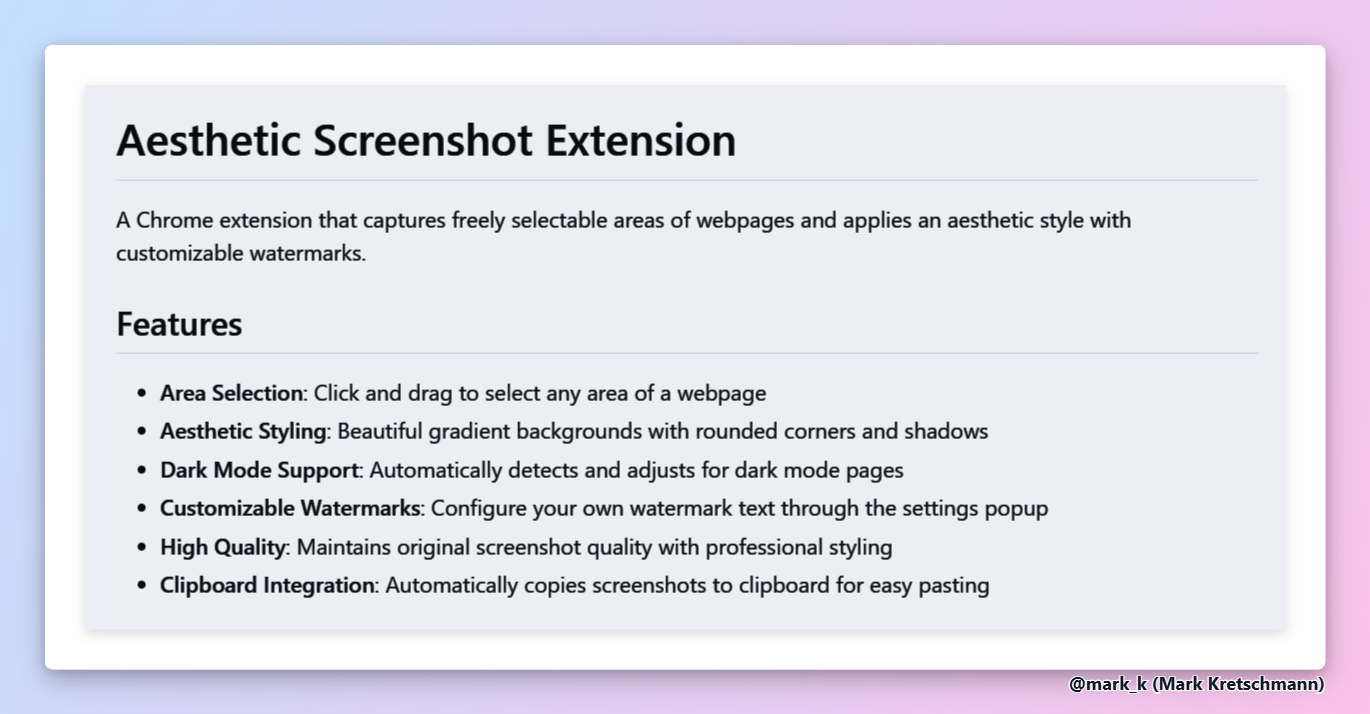 Aesthetic Screenshot Extension
A Chrome extension that captures freely selectable areas of webpages and applies an aesthetic style with
customizable watermarks.
Features
• Area Selection: Click and drag to select any area of a webpage
• Aesthetic Styling: Beautiful gradient backgrounds with rounded corners and shadows
• Dark Mode Support: Automatically detects and adjusts for dark mode pages
• Customizable Watermarks: Configure your own watermark text through the settings popup
• High Quality: Maintains original screenshot quality with professional styling
• Clipboard Integration: Automatically copies screenshots to clipboard for easy pasting
@mark_k (Mark Kretschmann)